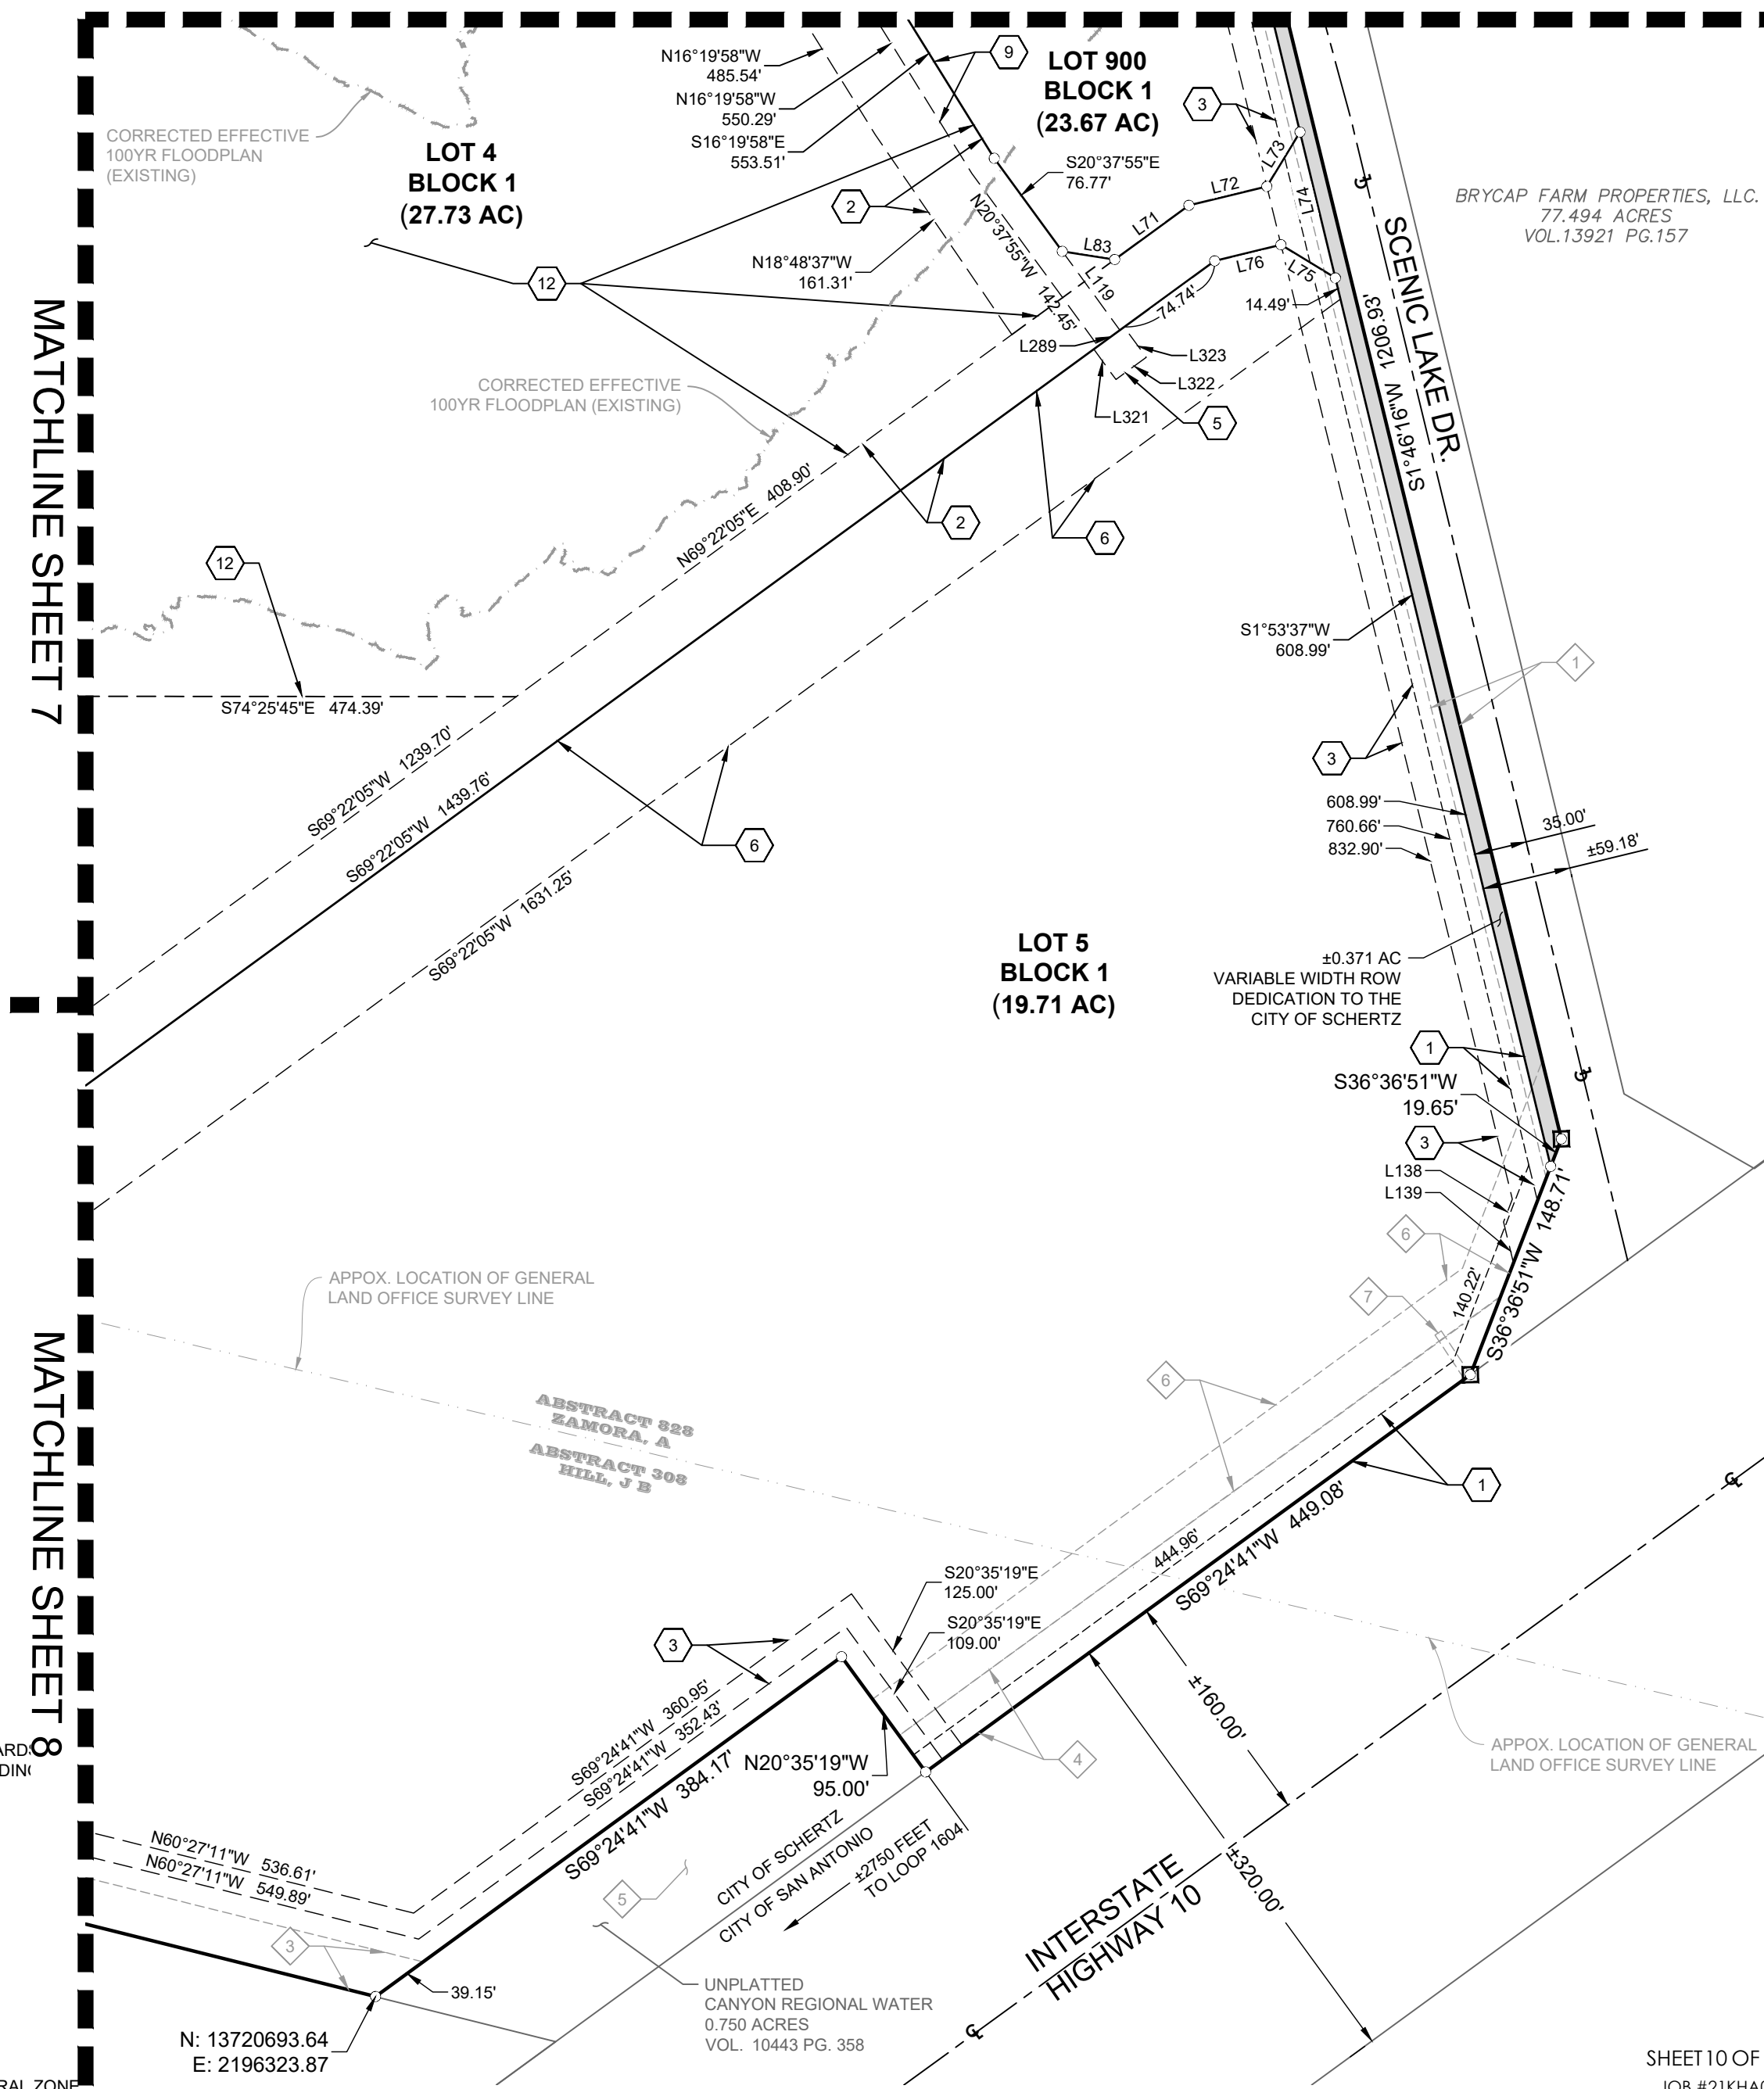 N16°19'58"W
485.54'
N16°19'58"W
550.29'
S16°19'58"E
553.51'
9
LOT 900
BLOCK 1
(23.67 AC)
3
CORRECTED EFFECTIVE
100YR FLOODPLAN
(EXISTING)
LOT 4
BLOCK 1
(27.73 AC)
2
S20°37'55"E
76.77'
L73
L72
L71
L74
L83
L76
L75
L119
N20°37'55"W 142.45'
N18°48'37"W
161.31'
12
74.74'
14.49'
L289
L323
L322
L321
5
BRYCAP FARM PROPERTIES, LLC.
77.494 ACRES
VOL.13921 PG.157
SCENIC LAKE DR.
S1°46'16"W 1206.93'
MATCHLINE SHEET 7
CORRECTED EFFECTIVE
100YR FLOODPLAN (EXISTING)
N69°22'05"E 408.90'
2
6
12
S74°25'45"E 474.39'
S1°53'37"W
608.99'
1
3
S69°22'05"W 1239.70'
S69°22'05"W 1439.76'
S69°22'05"W 1631.25'
6
608.99'
760.66'
832.90'
35.00'
±59.18'
LOT 5
BLOCK 1
(19.71 AC)
±0.371 AC
VARIABLE WIDTH ROW
DEDICATION TO THE
CITY OF SCHERTZ
1
S36°36'51"W
19.65'
3
L138
L139
6
7
140.22'
S36°36'51"W 148.71'
APPOX. LOCATION OF GENERAL
LAND OFFICE SURVEY LINE
MATCHLINE SHEET 8
ABSTRACT 828
ZAMORA, A
ABSTRACT 308
HILL, J B
6
1
444.96'
S69°24'41"W 449.08'
S20°35'19"E
125.00'
S20°35'19"E
109.00'
3
S69°24'41"W 360.95'
S69°24'41"W 352.43'
S69°24'41"W 384.17'
N20°35'19"W
95.00'
4
±160.00'
±320.00'
APPOX. LOCATION OF GENERAL
LAND OFFICE SURVEY LINE
N60°27'11"W 536.61'
N60°27'11"W 549.89'
3
5
CITY OF SCHERTZ
CITY OF SAN ANTONIO
±2750 FEET
TO LOOP 1604
INTERSTATE
HIGHWAY 10
39.15'
UNPLATTED
CANYON REGIONAL WATER
0.750 ACRES
VOL. 10443 PG. 358
N: 13720693.64
E: 2196323.87
SHEET 10 OF